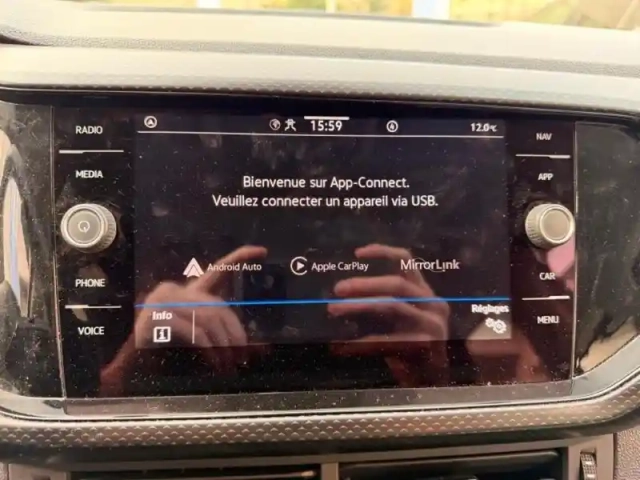 RADIO
MEDIA
PHONE
VOICE
15:59
12.0°C
Bienvenue sur App-Connect.
Veuillez connecter un appareil via USB.
Android Auto
Apple CarPlay
MirrorLink
Info
Réglages
NAV
APP
CAR
MENU